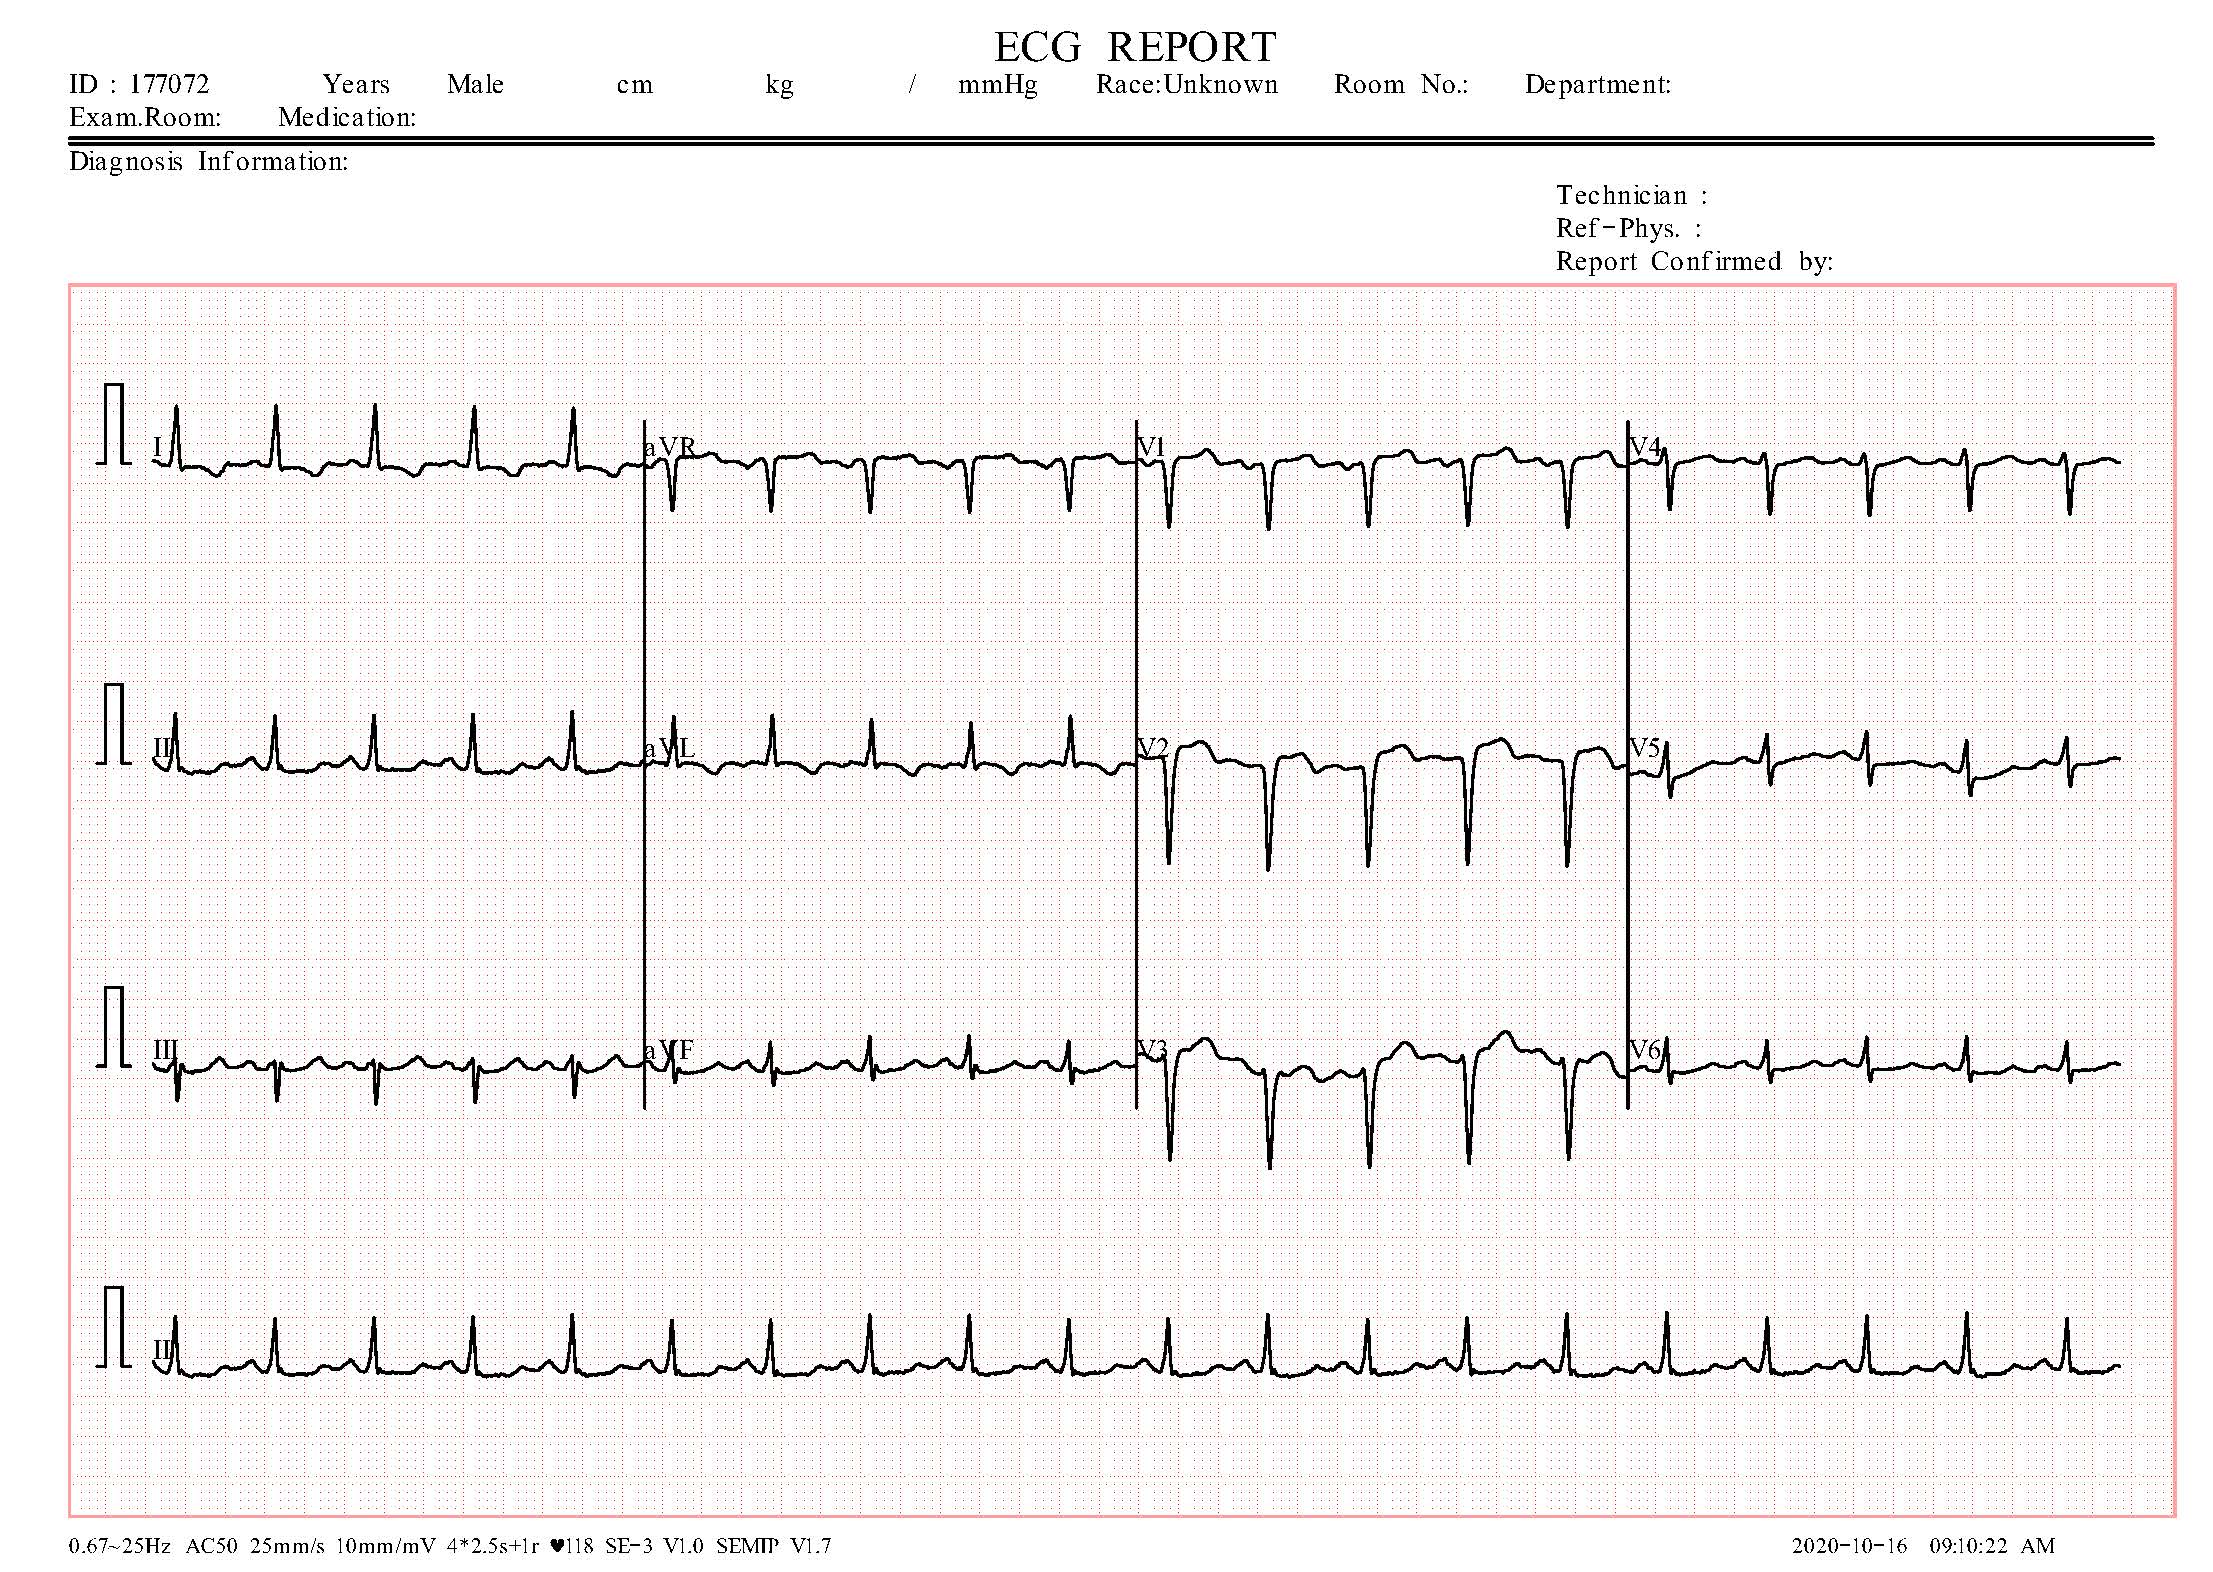 ECG REPORT
ID : 177072 Years Male cm kg / mmHg Race:Unknown Room No.: Department:
Exam.Room: Medication:
Diagnosis Information:
Technician :
Ref-Phys. :
Report Confirmed by:
I aVR V1 V4
II aVL V2 V5
III aVF V3 V6
II
0.67~25Hz AC50 25mm/s 10mm/mV 4*2.5s+1r ♥118 SE-3 V1.0 SEMIP V1.7 2020-10-16 09:10:22 AM